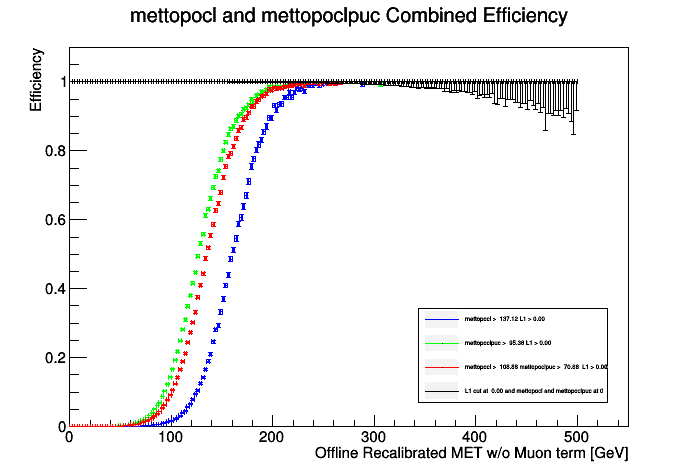 mettopocl and mettopoclpuc Combined Efficiency
Efficiency
1
0.8
0.6
0.4
0.2
0
mettopocl > 137.12 L1 > 0.00
mettopoclpuc > 95.38 L1 > 0.00
mettopocl > 108.88 mettopoclpuc > 70.88 L1 > 0.00
L1 cut at 0.00 and mettopocl and mettopoclpuc at 0
0 100 200 300 400 500
Offline Recalibrated MET w/o Muon term [GeV]